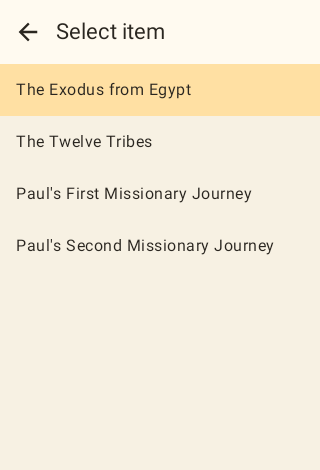 Select item
The Exodus from Egypt
The Twelve Tribes
Paul's First Missionary Journey
Paul's Second Missionary Journey